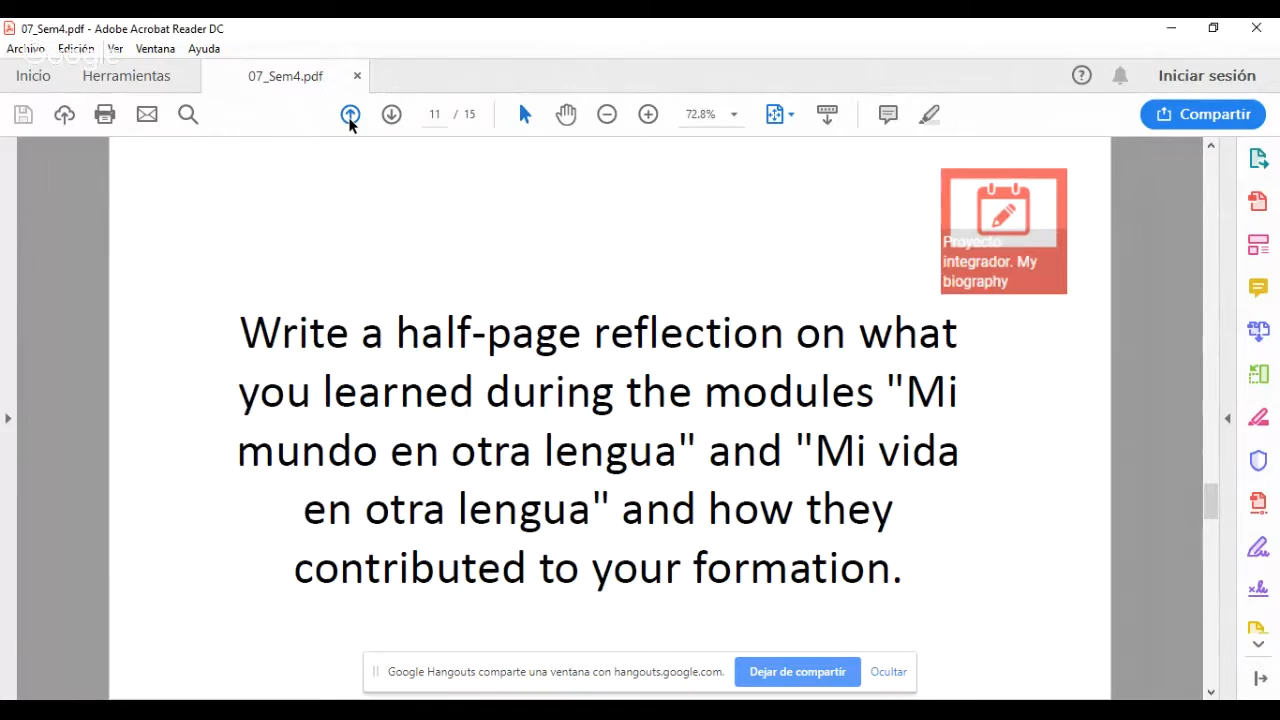 07_Sem4.pdf - Adobe Acrobat Reader DC
Archivo Edición Ver Ventana Ayuda
Google
Inicio Herramientas 07_Sem4.pdf × Iniciar sesión
11 / 15 72.8% Compartir
Proyecto
integrador. My
biography
Write a half-page reflection on what
you learned during the modules "Mi
mundo en otra lengua" and "Mi vida
en otra lengua" and how they
contributed to your formation.
Google Hangouts comparte una ventana con hangouts.google.com. Dejar de compartir Ocultar